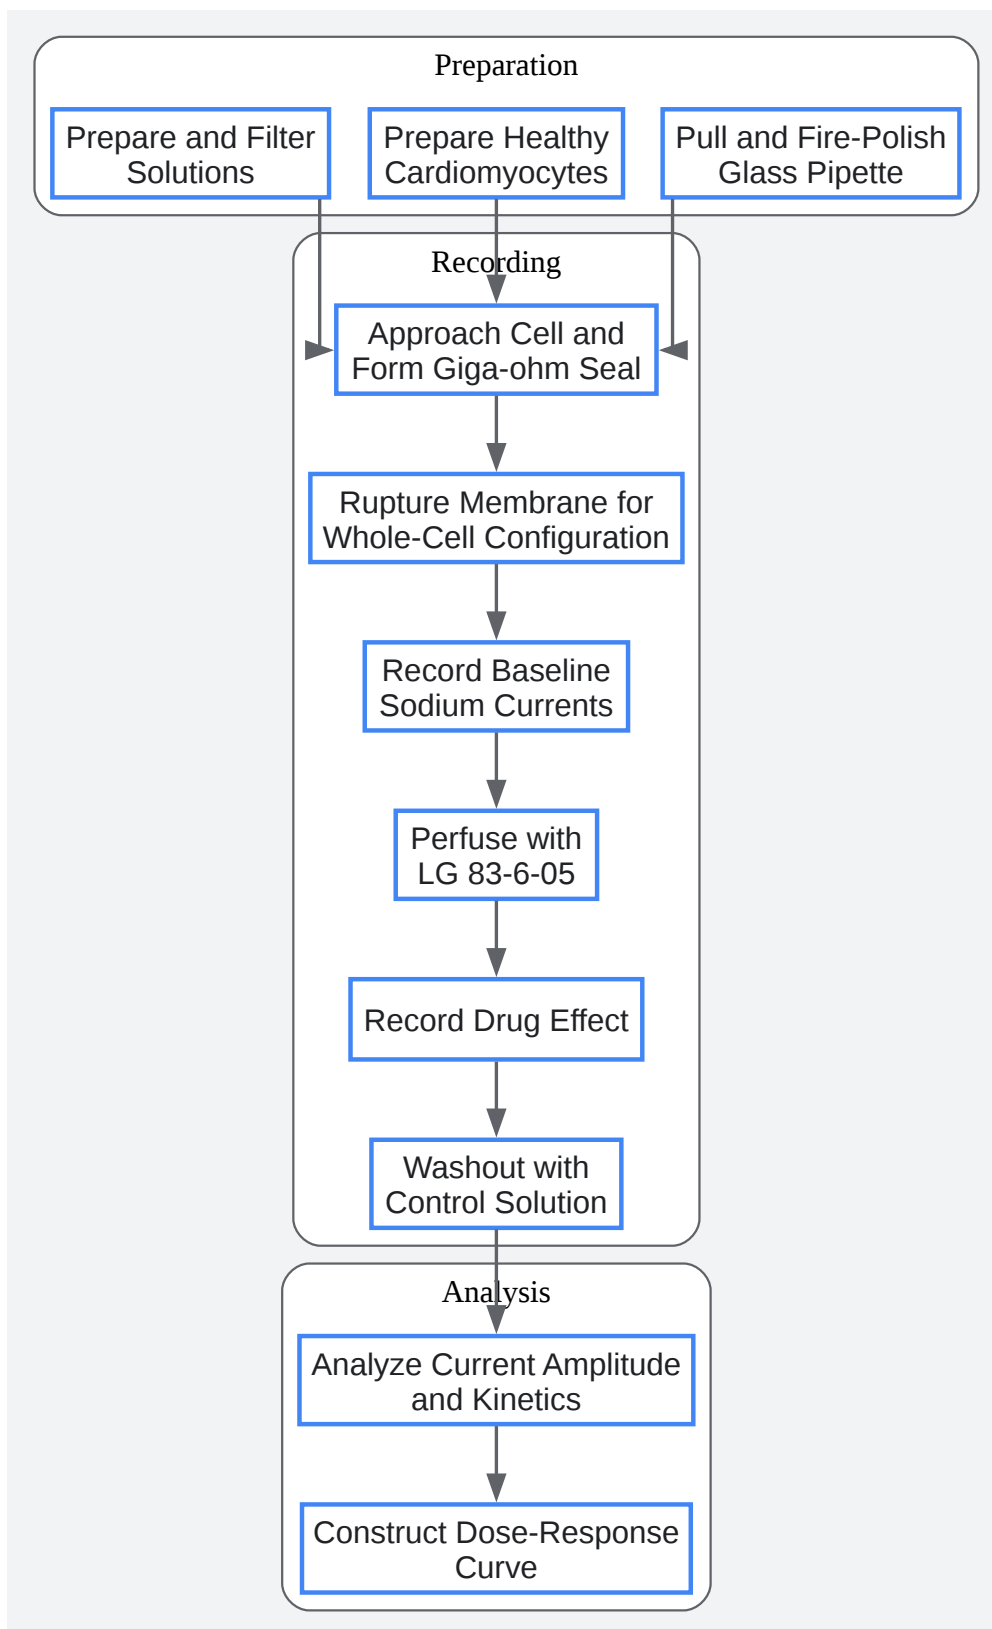 Preparation
Prepare and Filter
Solutions
Prepare Healthy
Cardiomyocytes
Pull and Fire-Polish
Glass Pipette
Recording
Approach Cell and
Form Giga-ohm Seal
Rupture Membrane for
Whole-Cell Configuration
Record Baseline
Sodium Currents
Perfuse with
LG 83-6-05
Record Drug Effect
Washout with
Control Solution
Analysis
Analyze Current Amplitude
and Kinetics
Construct Dose-Response
Curve